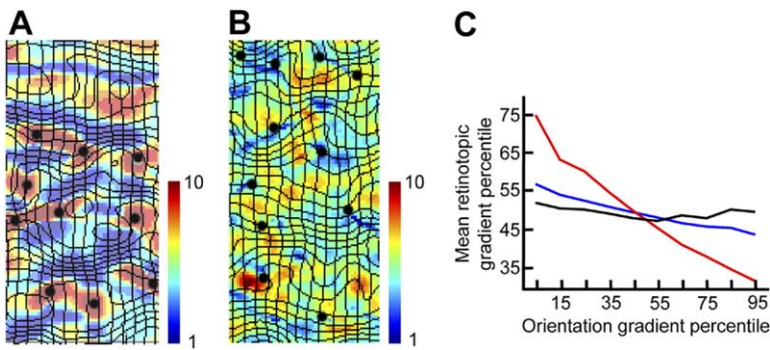 A
B
C
10
1
10
1
Mean retinotopic
gradient percentile
75
65
55
45
35
15 35 55 75 95
Orientation gradient percentile